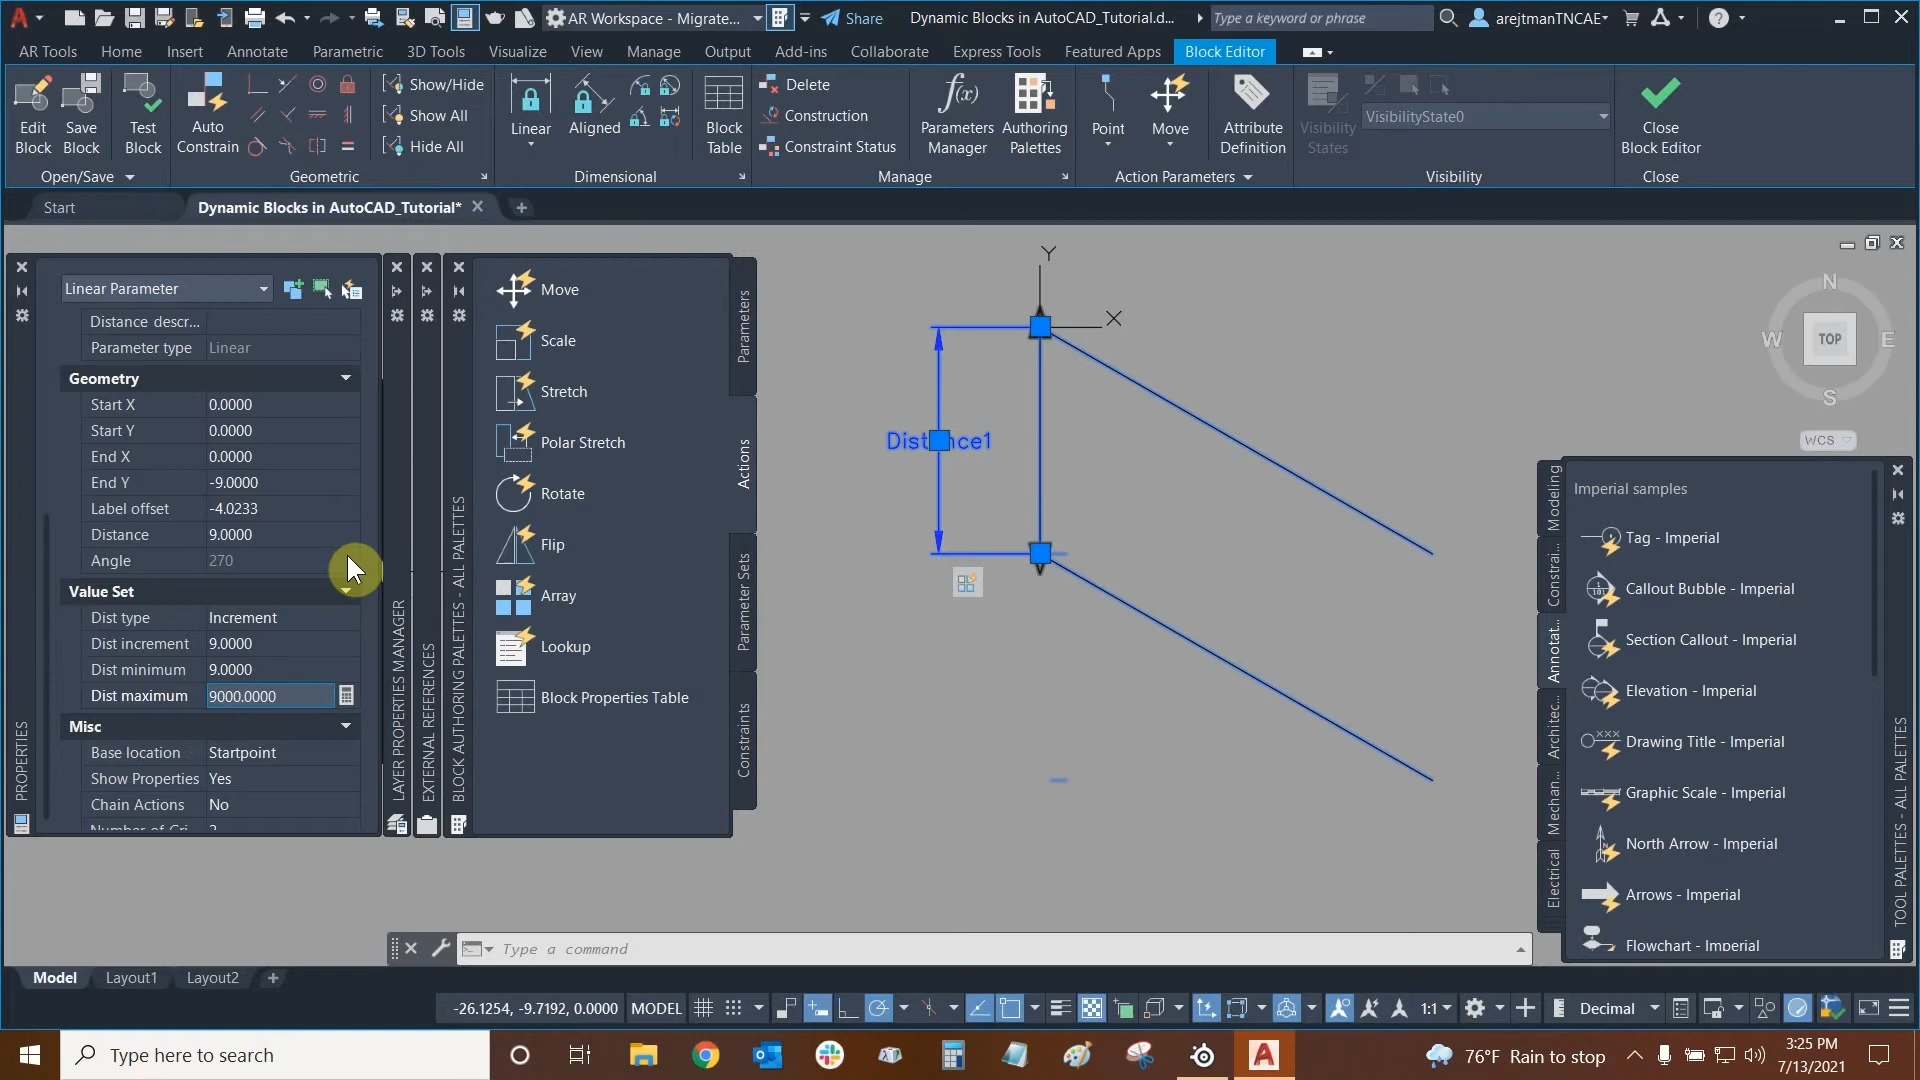 AR Workspace - Migrate...
Share
Dynamic Blocks in AutoCAD_Tutorial.d...
Type a keyword or phrase
arejtmanTNCAE
AR Tools
Home
Insert
Annotate
Parametric
3D Tools
Visualize
View
Manage
Output
Add-ins
Collaborate
Express Tools
Featured Apps
Block Editor
Edit
Block
Save
Block
Test
Block
Auto
Constrain
Show/Hide
Show All
Hide All
Linear
Aligned
Block
Table
Delete
Construction
Constraint Status
f(x)
Parameters
Manager
Authoring
Palettes
Point
Move
Attribute
Definition
Visibility
States
VisibilityState0
Close
Block Editor
Open/Save
Geometric
Dimensional
Manage
Action Parameters
Visibility
Close
Start
Dynamic Blocks in AutoCAD_Tutorial*
Linear Parameter
Distance descr...
Parameter type Linear
Geometry
Start X 0.0000
Start Y 0.0000
End X 0.0000
End Y -9.0000
Label offset -4.0233
Distance 9.0000
Angle 270
Value Set
Dist type Increment
Dist increment 9.0000
Dist minimum 9.0000
Dist maximum 9000.0000
Misc
Base location Startpoint
Show Properties Yes
Chain Actions No
PROPERTIES
LAYER PROPERTIES MANAGER
EXTERNAL REFERENCES
BLOCK AUTHORING PALETTES - ALL PALETTES
Move
Scale
Stretch
Polar Stretch
Rotate
Flip
Array
Lookup
Block Properties Table
Parameters
Actions
Parameter Sets
Constraints
Y
X
N
W
TOP
E
S
WCS
Modeling
Constrai...
Annotat...
Architec...
Mechan...
Electrical
Imperial samples
Tag - Imperial
Callout Bubble - Imperial
Section Callout - Imperial
Elevation - Imperial
Drawing Title - Imperial
Graphic Scale - Imperial
North Arrow - Imperial
Arrows - Imperial
Flowchart - Imperial
TOOL PALETTES - ALL PALETTES
Type a command
Model
Layout1
Layout2
-26.1254, -9.7192, 0.0000
MODEL
1:1
Decimal
Type here to search
76°F Rain to stop
3:25 PM
7/13/2021